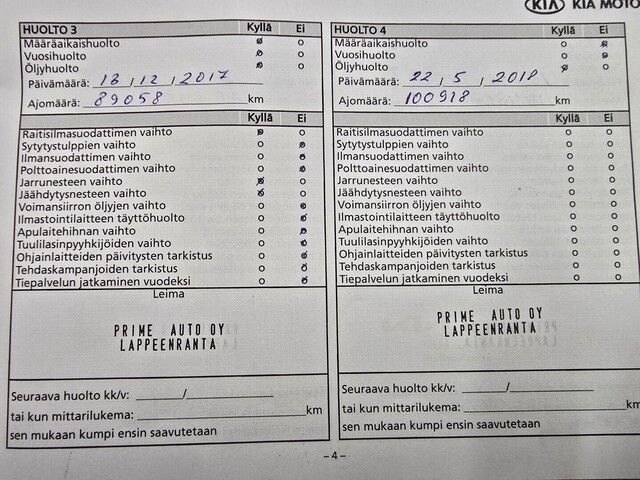 KIA KIA MOTO
HUOLTO 3 Kyllä Ei
Määräaikaishuolto
Vuosihuolto
Öljyhuolto
Päivämäärä: 18 / 12 / 2017
Ajomäärä: 89058 km
Kyllä Ei
Raitisilmasuodattimen vaihto
Sytytystulppien vaihto
Ilmansuodattimen vaihto
Polttoainesuodattimen vaihto
Jarrunesteen vaihto
Jäähdytysnesteen vaihto
Voimansiirron öljyjen vaihto
Ilmastointilaitteen täyttöhuolto
Apulaitehihnan vaihto
Tuulilasinpyyhkijöiden vaihto
Ohjainlaitteiden päivitysten tarkistus
Tehdaskampanjoiden tarkistus
Tiepalvelun jatkaminen vuodeksi
Leima
PRIME AUTO OY
LAPPEENRANTA
Seuraava huolto kk/v: /
tai kun mittarilukema: km
sen mukaan kumpi ensin saavutetaan
HUOLTO 4 Kyllä Ei
Määräaikaishuolto
Vuosihuolto
Öljyhuolto
Päivämäärä: 22 / 5 / 2018
Ajomäärä: 100918 km
Kyllä Ei
Raitisilmasuodattimen vaihto
Sytytystulppien vaihto
Ilmansuodattimen vaihto
Polttoainesuodattimen vaihto
Jarrunesteen vaihto
Jäähdytysnesteen vaihto
Voimansiirron öljyjen vaihto
Ilmastointilaitteen täyttöhuolto
Apulaitehihnan vaihto
Tuulilasinpyyhkijöiden vaihto
Ohjainlaitteiden päivitysten tarkistus
Tehdaskampanjoiden tarkistus
Tiepalvelun jatkaminen vuodeksi
Leima
PRIME AUTO OY
LAPPEENRANTA
Seuraava huolto kk/v: /
tai kun mittarilukema: km
sen mukaan kumpi ensin saavutetaan
- 4 -